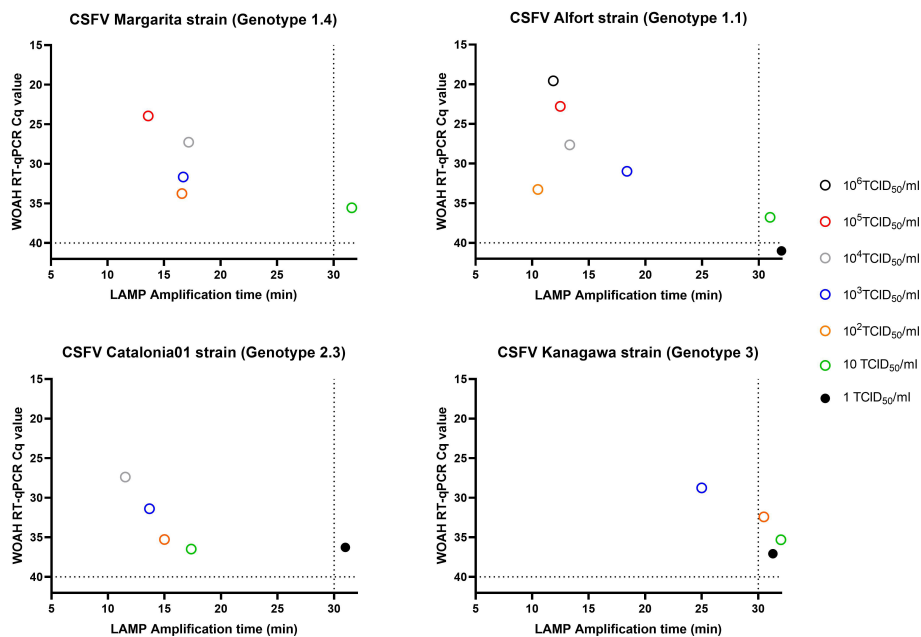 CSFV Margarita strain (Genotype 1.4)
WOAH RT-qPCR Cq value
15
20
25
30
35
40
5 10 15 20 25 30
LAMP Amplification time (min)
CSFV Alfort strain (Genotype 1.1)
WOAH RT-qPCR Cq value
15
20
25
30
35
40
5 10 15 20 25 30
LAMP Amplification time (min)
10⁶TCID₅₀/ml
10⁵TCID₅₀/ml
10⁴TCID₅₀/ml
10³TCID₅₀/ml
10²TCID₅₀/ml
10 TCID₅₀/ml
1 TCID₅₀/ml
CSFV Catalonia01 strain (Genotype 2.3)
WOAH RT-qPCR Cq value
15
20
25
30
35
40
5 10 15 20 25 30
LAMP Amplification time (min)
CSFV Kanagawa strain (Genotype 3)
WOAH RT-qPCR Cq value
15
20
25
30
35
40
5 10 15 20 25 30
LAMP Amplification time (min)